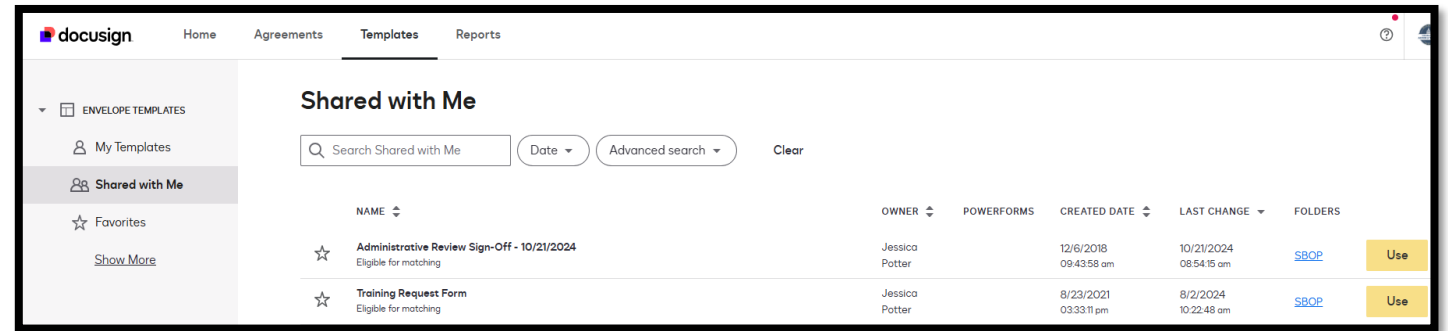 docusign Home Agreements Templates Reports
ENVELOPE TEMPLATES
My Templates
Shared with Me
Favorites
Show More
Shared with Me
Search Shared with Me Date Advanced search Clear
NAME OWNER POWERFORMS CREATED DATE LAST CHANGE FOLDERS
Administrative Review Sign-Off - 10/21/2024 Jessica 12/6/2018 10/21/2024 SBOP Use
Eligible for matching Potter 09:43:58 am 08:54:15 am
Training Request Form Jessica 8/23/2021 8/2/2024 SBOP Use
Eligible for matching Potter 03:33:11 pm 10:22:48 am